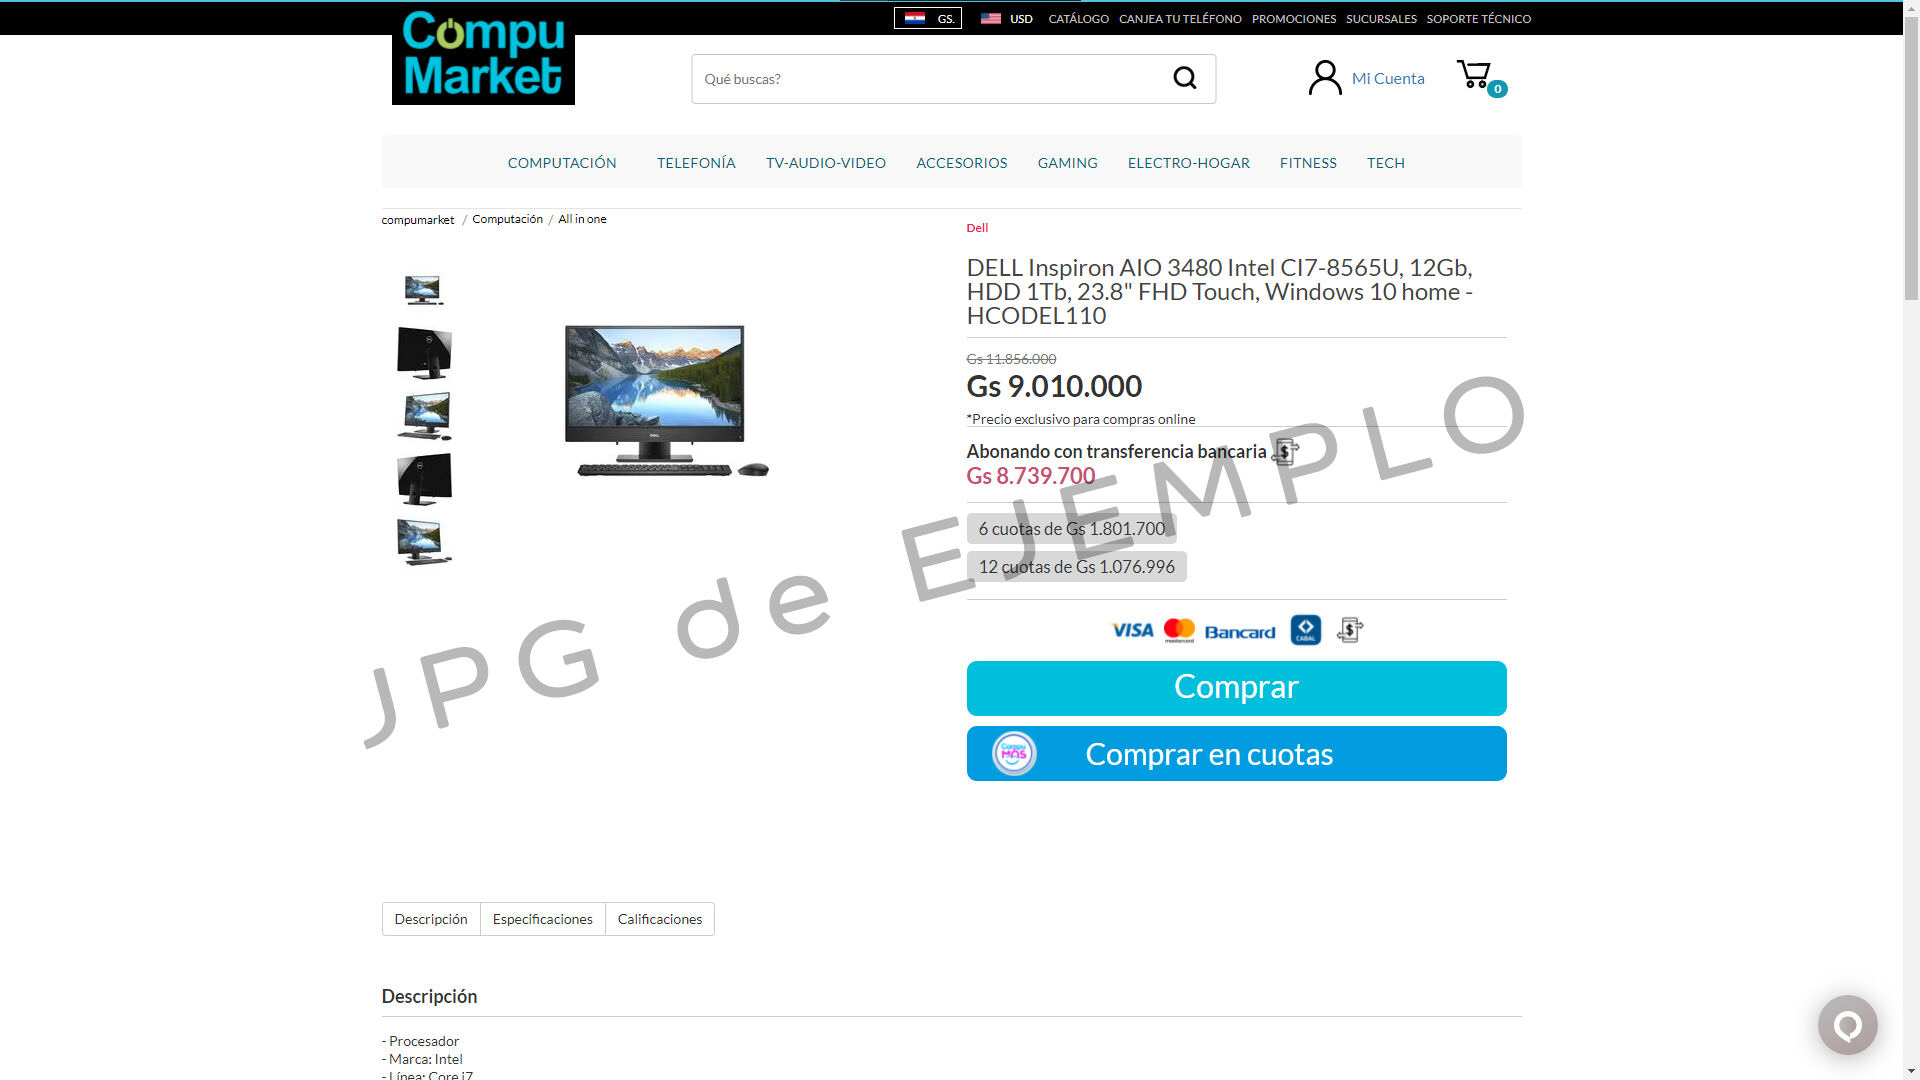 Compu
Market
GS.
USD
CATÁLOGO
CANJEA TU TELÉFONO
PROMOCIONES
SUCURSALES
SOPORTE TÉCNICO
Qué buscas?
Mi Cuenta
0
COMPUTACIÓN
TELEFONÍA
TV-AUDIO-VIDEO
ACCESORIOS
GAMING
ELECTRO-HOGAR
FITNESS
TECH
compumarket / Computación / All in one
Dell
DELL Inspiron AIO 3480 Intel CI7-8565U, 12Gb,
HDD 1Tb, 23.8" FHD Touch, Windows 10 home -
HCODEL110
Gs 11.856.000
Gs 9.010.000
*Precio exclusivo para compras online
Abonando con transferencia bancaria
Gs 8.739.700
6 cuotas de Gs 1.801.700
12 cuotas de Gs 1.076.996
JPG de EJEMPLO
VISA
mastercard
Bancard
CABAL
Comprar
Compu
MÁS
Comprar en cuotas
Descripción
Especificaciones
Calificaciones
Descripción
- Procesador
- Marca: Intel
- Línea: Core i7